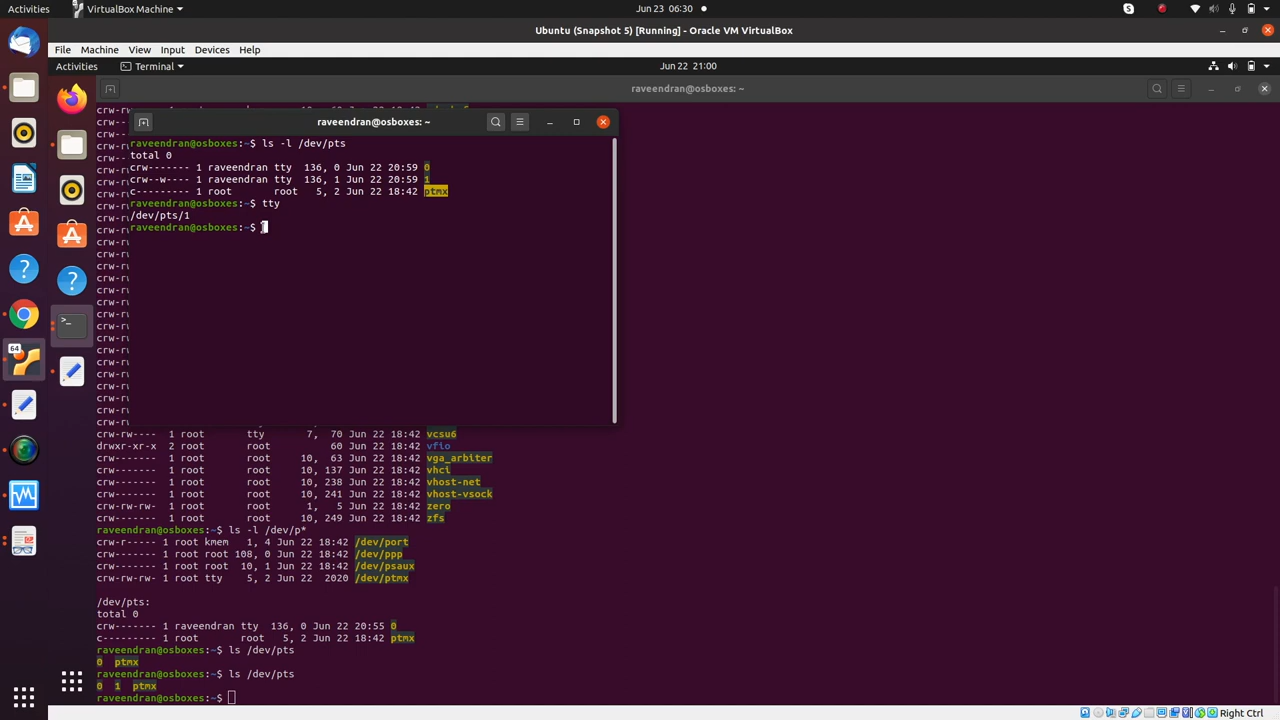 Activities VirtualBox Machine Jun 23 06:30
Ubuntu (Snapshot 5) [Running] - Oracle VM VirtualBox
File Machine View Input Devices Help
Activities Terminal Jun 22 21:00
raveendran@osboxes: ~
raveendran@osboxes: ~
raveendran@osboxes:~$ ls -l /dev/pts
total 0
crw------- 1 raveendran tty 136, 0 Jun 22 20:59 0
crw--w---- 1 raveendran tty 136, 1 Jun 22 20:59 1
c--------- 1 root root 5, 2 Jun 22 18:42 ptmx
raveendran@osboxes:~$ tty
/dev/pts/1
raveendran@osboxes:~$
crw-rw---- 1 root tty 7, 70 Jun 22 18:42 vcsu6
drwxr-xr-x 2 root root 60 Jun 22 18:42 vfio
crw------- 1 root root 10, 63 Jun 22 18:42 vga_arbiter
crw------- 1 root root 10, 137 Jun 22 18:42 vhci
crw------- 1 root root 10, 238 Jun 22 18:42 vhost-net
crw------- 1 root root 10, 241 Jun 22 18:42 vhost-vsock
crw-rw-rw- 1 root root 1, 5 Jun 22 18:42 zero
crw------- 1 root root 10, 249 Jun 22 18:42 zfs
raveendran@osboxes:~$ ls -l /dev/p*
crw-r----- 1 root kmem 1, 4 Jun 22 18:42 /dev/port
crw------- 1 root root 108, 0 Jun 22 18:42 /dev/ppp
crw------- 1 root root 10, 1 Jun 22 18:42 /dev/psaux
crw-rw-rw- 1 root tty 5, 2 Jun 22 2020 /dev/ptmx
/dev/pts:
total 0
crw------- 1 raveendran tty 136, 0 Jun 22 20:55 0
c--------- 1 root root 5, 2 Jun 22 18:42 ptmx
raveendran@osboxes:~$ ls /dev/pts
0 ptmx
raveendran@osboxes:~$ ls /dev/pts
0 1 ptmx
raveendran@osboxes:~$
64
Right Ctrl